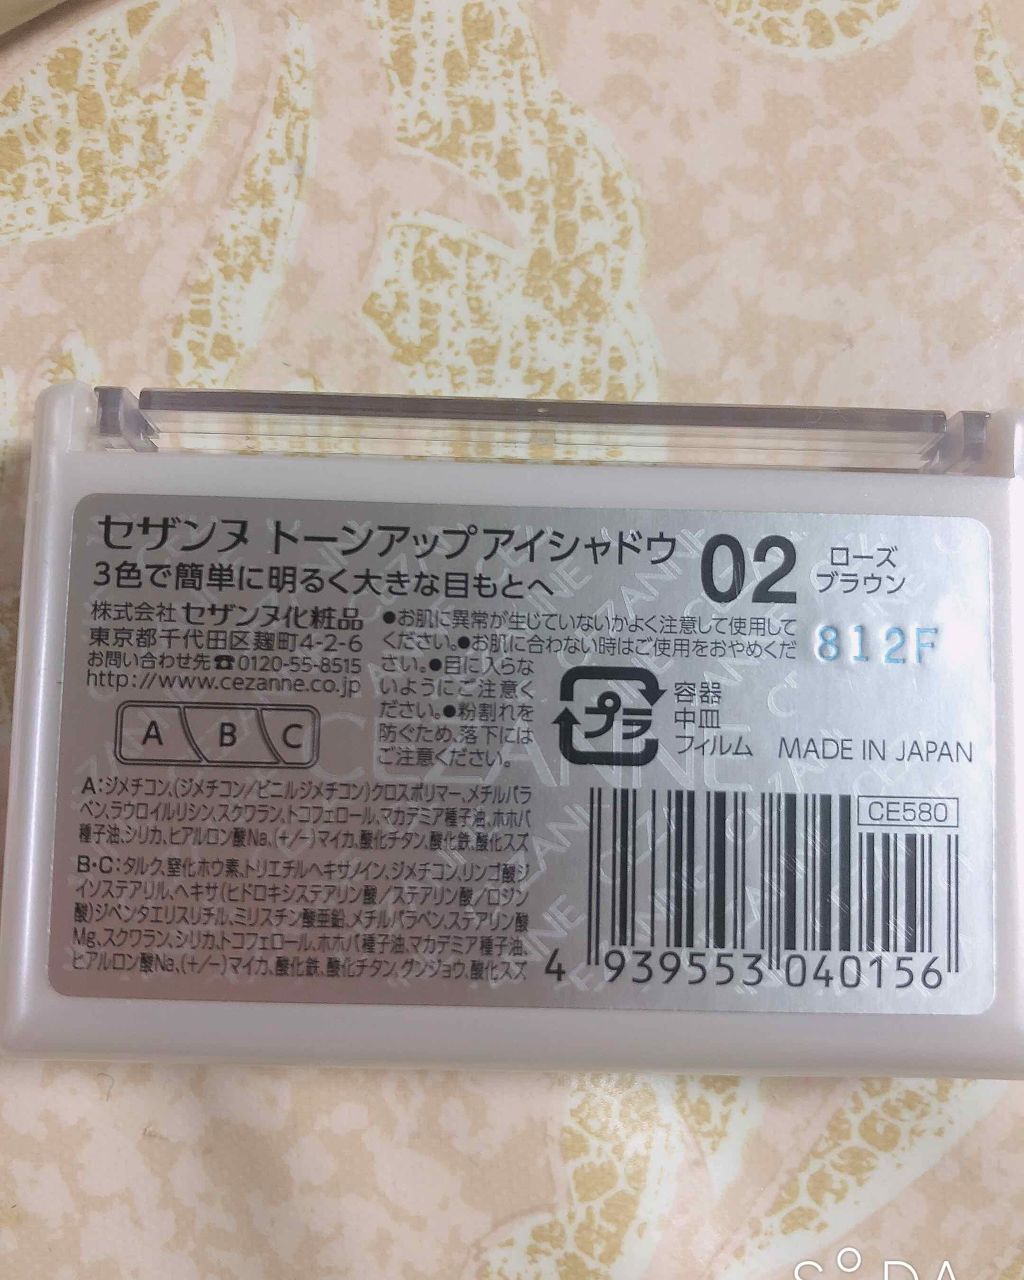 セザンヌ トーンアップアイシャドウ
3色で簡単に明るく大きな目もとへ
02 ローズ
ブラウン
株式会社 セザンヌ化粧品
東京都千代田区麹町4-2-6
お問い合わせ先☎0120-55-8515
http://www.cezanne.co.jp
●お肌に異常が生じていないかよく注意して使用して
ください。●お肌に合わない時はご使用をおやめくだ
さい。●目に入らな
いようにご注意く
ださい。●粉割れを
防ぐため、落下には
ご注意ください。
812F
プラ
容器
中皿
フィルム
MADE IN JAPAN
A B C
A:ジメチコン、(ジメチコン/ビニルジメチコン)クロスポリマー、メチルパラ
ベン、ラウロイルリシン、スクワラン、トコフェロール、マカデミア種子油、ホホバ
種子油、シリカ、ヒアルロン酸Na、(+/-)マイカ、酸化チタン、酸化鉄、酸化スズ
B・C:タルク、窒化ホウ素、トリエチルヘキサノイン、ジメチコン、リンゴ酸ジ
イソステアリル、ヘキサ(ヒドロキシステアリン酸/ステアリン酸/ロジン
酸)ジペンタエリスリチル、ミリスチン酸亜鉛、メチルパラベン、ステアリン酸
Mg、スクワラン、シリカ、トコフェロール、ホホバ種子油、マカデミア種子油、
ヒアルロン酸Na、(+/-)マイカ、酸化鉄、酸化チタン、グンジョウ、酸化スズ
CE580
4 939553 040156
CEZANNE